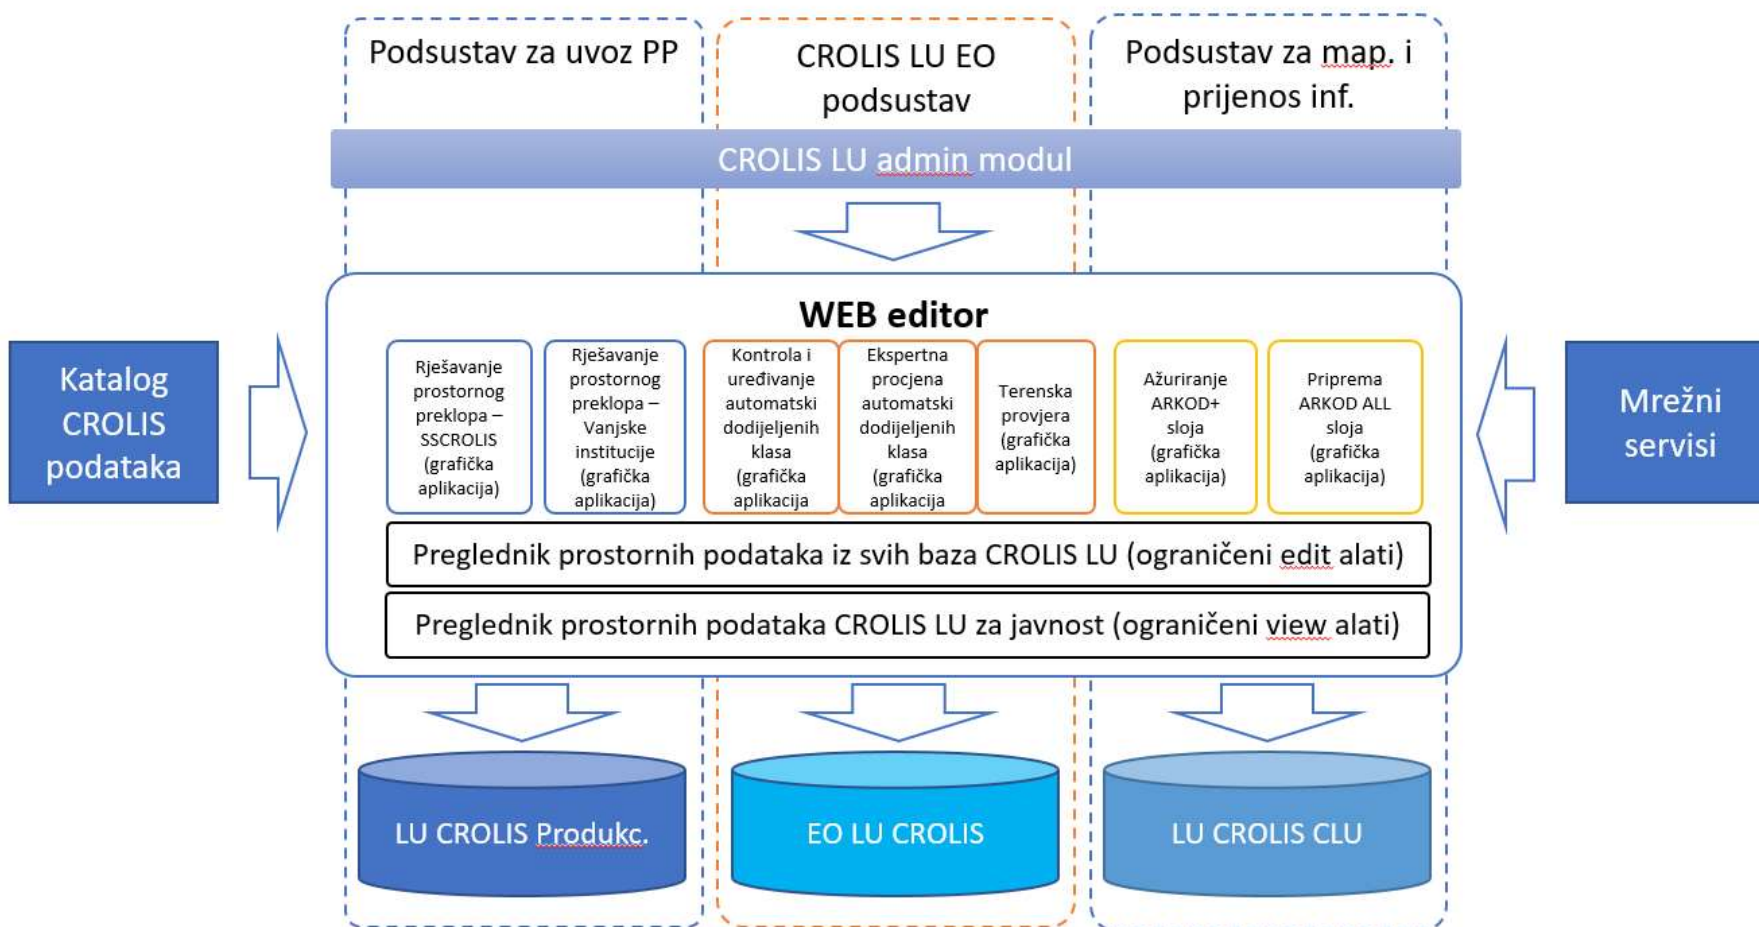 Podsustav za uvoz PP
CROLIS LU EO
podsustav
Podsustav za map. i
prijenos inf.
CROLIS LU admin modul
WEB editor
Katalog
CROLIS
podataka
Rješavanje
prostornog
preklopa –
SSCROLIS
(grafička
aplikacija)
Rješavanje
prostornog
preklopa –
Vanjske
institucije
(grafička
aplikacija)
Kontrola i
uređivanje
automatski
dodijeljenih
klasa
(grafička
aplikacija
Ekspertna
procjena
automatski
dodijeljenih
klasa
(grafička
aplikacija
Terenska
provjera
(grafička
aplikacija)
Ažuriranje
ARKOD+
sloja
(grafička
aplikacija)
Priprema
ARKOD ALL
sloja
(grafička
aplikacija)
Mrežni
servisi
Preglednik prostornih podataka iz svih baza CROLIS LU (ograničeni edit alati)
Preglednik prostornih podataka CROLIS LU za javnost (ograničeni view alati)
LU CROLIS Produkc.
EO LU CROLIS
LU CROLIS CLU